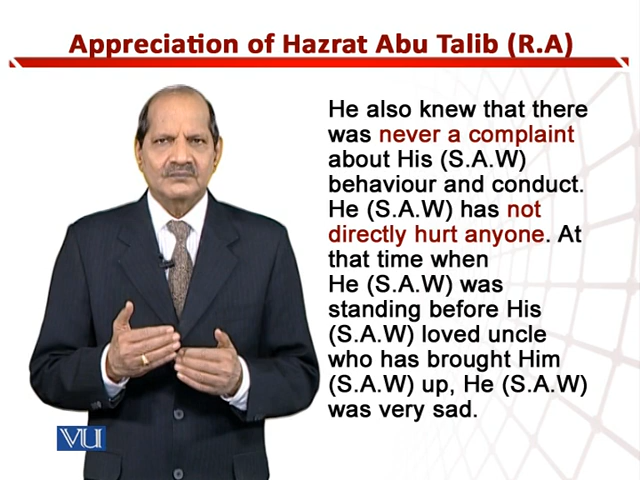 Appreciation of Hazrat Abu Talib (R.A)
He also knew that there
was never a complaint
about His (S.A.W)
behaviour and conduct.
He (S.A.W) has not
directly hurt anyone. At
that time when
He (S.A.W) was
standing before His
(S.A.W) loved uncle
who has brought Him
(S.A.W) up, He (S.A.W)
was very sad.
VU